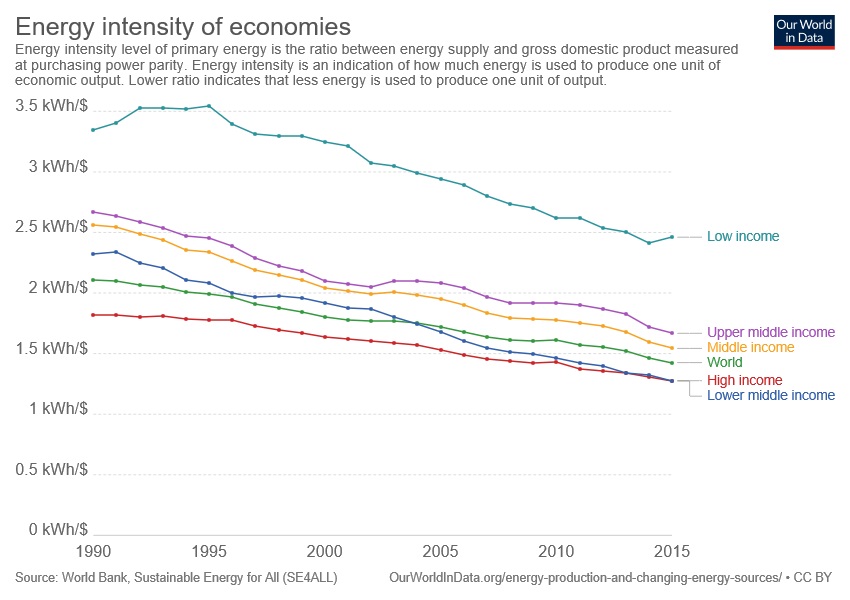 Energy intensity of economies
Our World
in Data
Energy intensity level of primary energy is the ratio between energy supply and gross domestic product measured
at purchasing power parity. Energy intensity is an indication of how much energy is used to produce one unit of
economic output. Lower ratio indicates that less energy is used to produce one unit of output.
3.5 kWh/$
3 kWh/$
2.5 kWh/$
2 kWh/$
1.5 kWh/$
1 kWh/$
0.5 kWh/$
0 kWh/$
Low income
Upper middle income
Middle income
World
High income
Lower middle income
1990 1995 2000 2005 2010 2015
Source: World Bank, Sustainable Energy for All (SE4ALL) OurWorldInData.org/energy-production-and-changing-energy-sources/ • CC BY